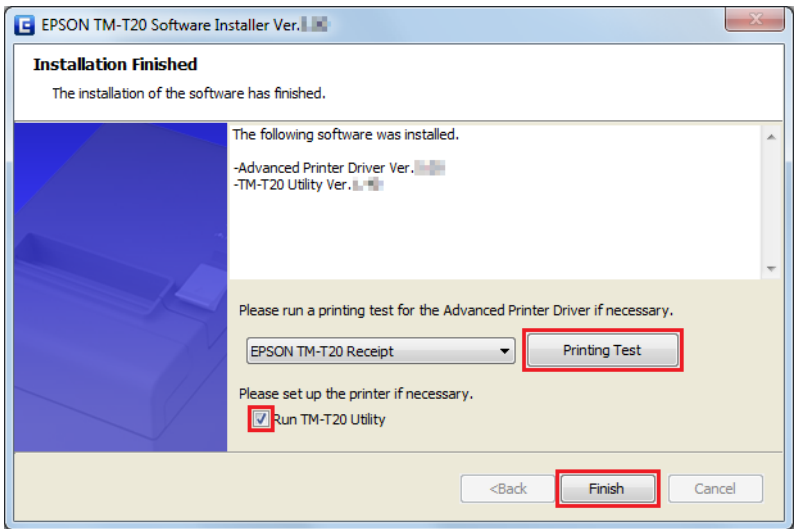 EPSON TM-T20 Software Installer Ver.
Installation Finished
The installation of the software has finished.
The following software was installed.
-Advanced Printer Driver Ver.
-TM-T20 Utility Ver.
Please run a printing test for the Advanced Printer Driver if necessary.
EPSON TM-T20 Receipt
Printing Test
Please set up the printer if necessary.
Run TM-T20 Utility
<Back
Finish
Cancel